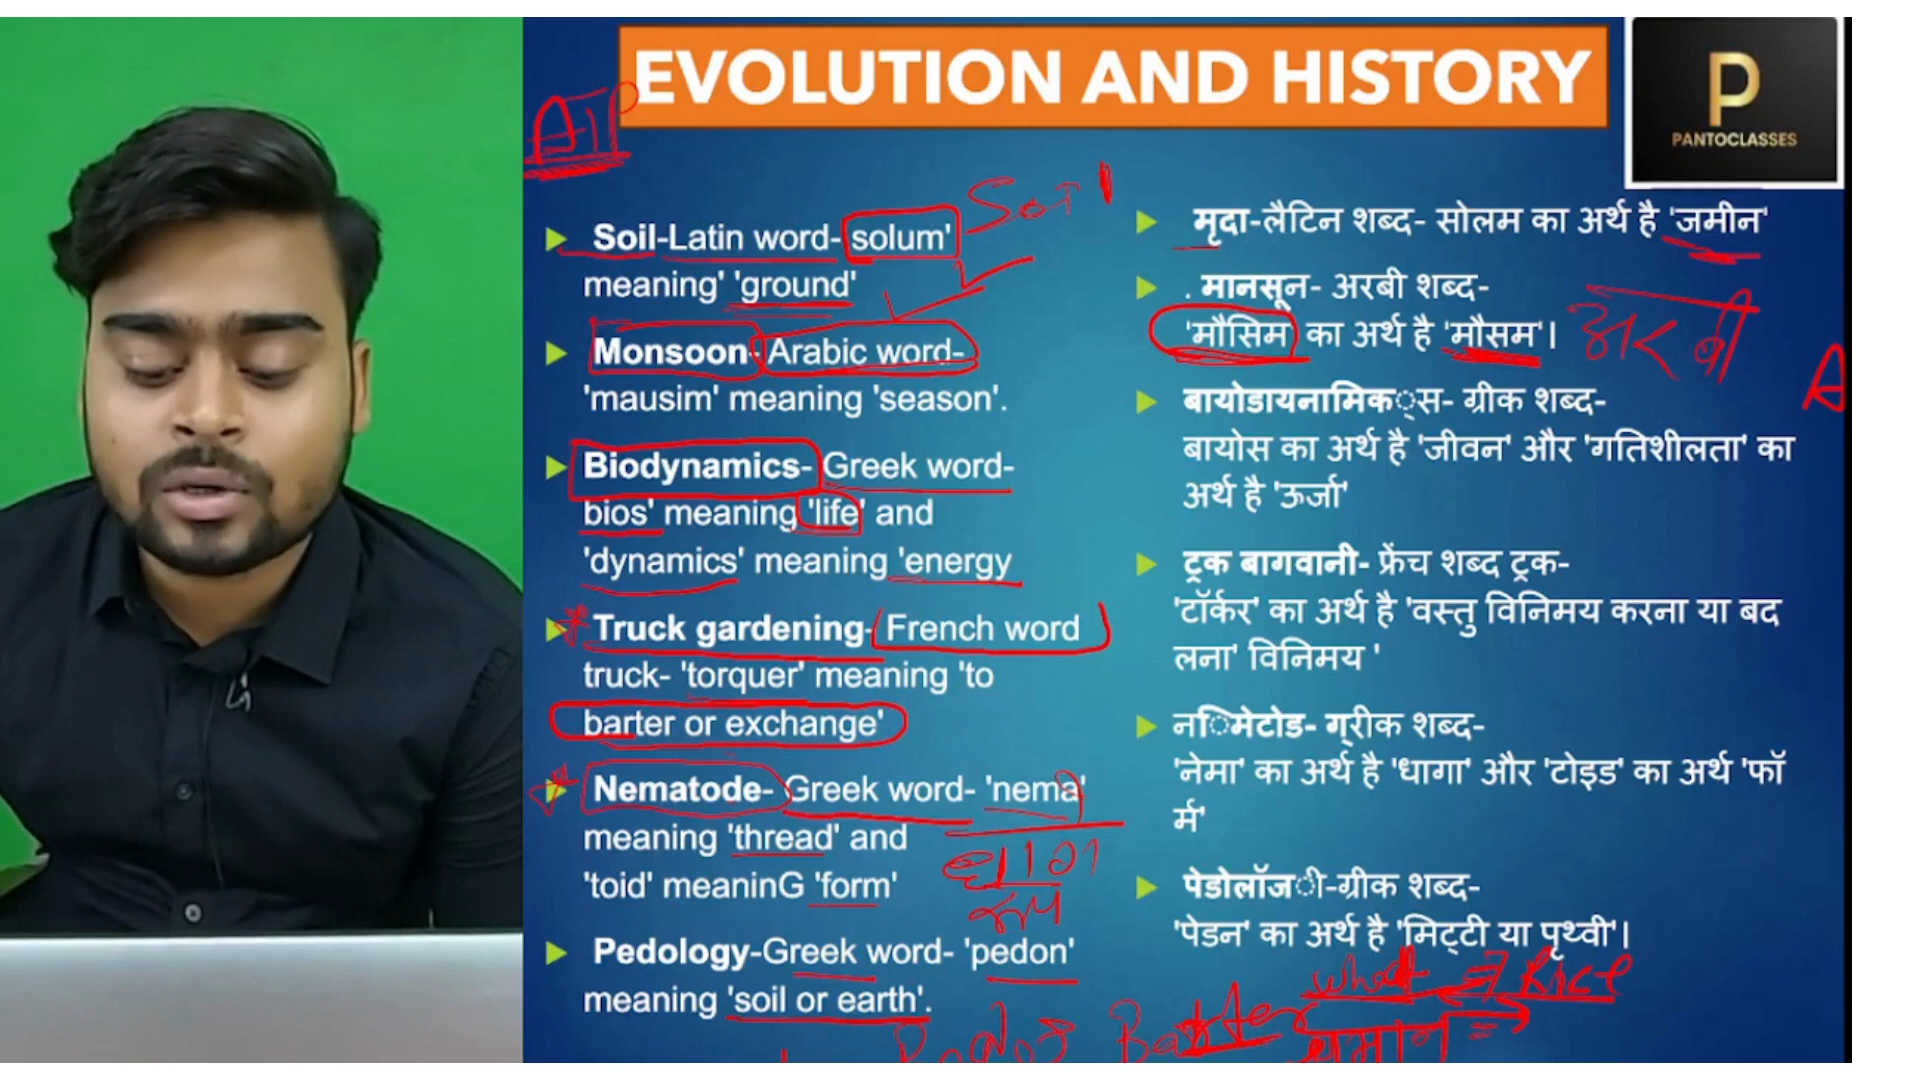 EVOLUTION AND HISTORY
P
PANTOCLASSES
Soil-Latin word- solum'
meaning' 'ground'
Monsoon- Arabic word-
'mausim' meaning 'season'.
Biodynamics- Greek word-
bios' meaning 'life' and
'dynamics' meaning 'energy
Truck gardening- French word
truck- 'torquer' meaning 'to
barter or exchange'
Nematode- Greek word- 'nema'
meaning 'thread' and
'toid' meaninG 'form'
Pedology-Greek word- 'pedon'
meaning 'soil or earth'.
मृदा-लैटिन शब्द- सोलम का अर्थ है 'जमीन'
. मानसून- अरबी शब्द-
'मौसिम' का अर्थ है 'मौसम'।
बायोडायनामिक्स- ग्रीक शब्द-
बायोस का अर्थ है 'जीवन' और 'गतिशीलता' का
अर्थ है 'ऊर्जा'
ट्रक बागवानी- फ्रेंच शब्द ट्रक-
'टॉर्कर' का अर्थ है 'वस्तु विनिमय करना या बद
लना' विनिमय '
निमेटोड- ग्रीक शब्द-
'नेमा' का अर्थ है 'धागा' और 'टोइड' का अर्थ 'फॉ
र्म'
पेडोलॉजी-ग्रीक शब्द-
'पेडन' का अर्थ है 'मिट्टी या पृथ्वी'।
अरबी
धागा
रूप
Rice